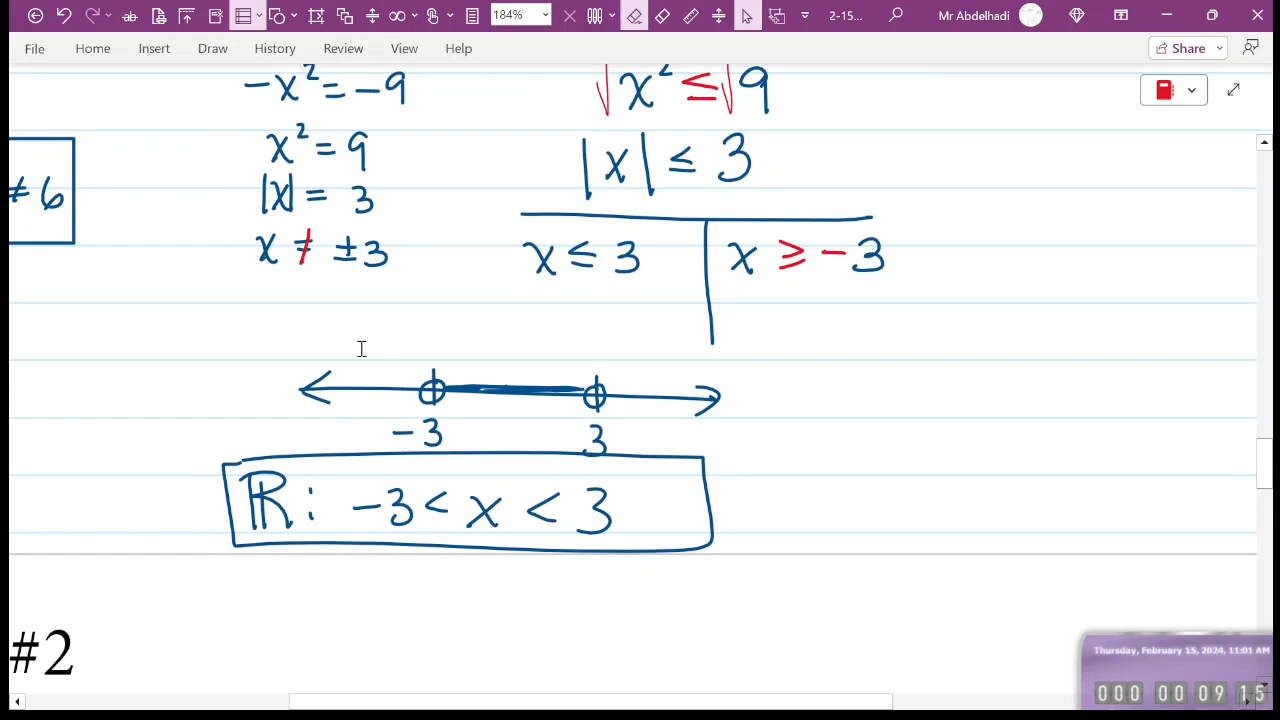 184%
2-15...
Mr Abdelhadi
File Home Insert Draw History Review View Help
Share
-x² = -9
√x² ≤ √9
x² = 9
|x| ≤ 3
≠ 6
|x| = 3
x ≠ ±3
x ≤ 3
x ≥ -3
-3
3
ℝ: -3 < x < 3
#2
Thursday, February 15, 2024, 11:01 AM
000 00 09 15